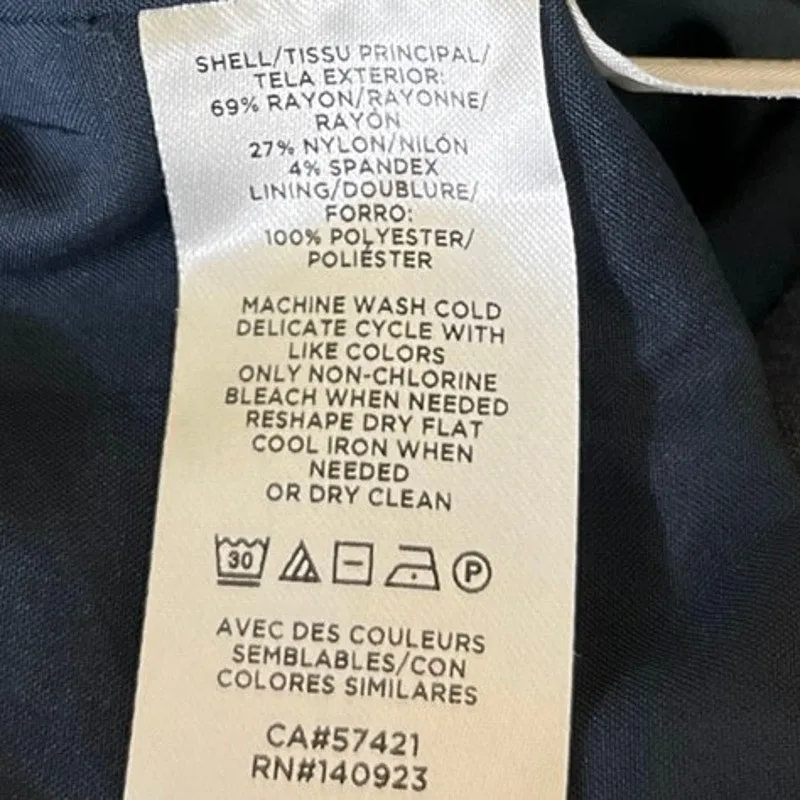 SHELL/TISSU PRINCIPAL/
TELA EXTERIOR:
69% RAYON/RAYONNE/
RAYÓN
27% NYLON/NILÓN
4% SPANDEX
LINING/DOUBLURE/
FORRO:
100% POLYESTER/
POLIÉSTER
MACHINE WASH COLD
DELICATE CYCLE WITH
LIKE COLORS
ONLY NON-CHLORINE
BLEACH WHEN NEEDED
RESHAPE DRY FLAT
COOL IRON WHEN
NEEDED
OR DRY CLEAN
30 P
AVEC DES COULEURS
SEMBLABLES/CON
COLORES SIMILARES
CA#57421
RN#140923